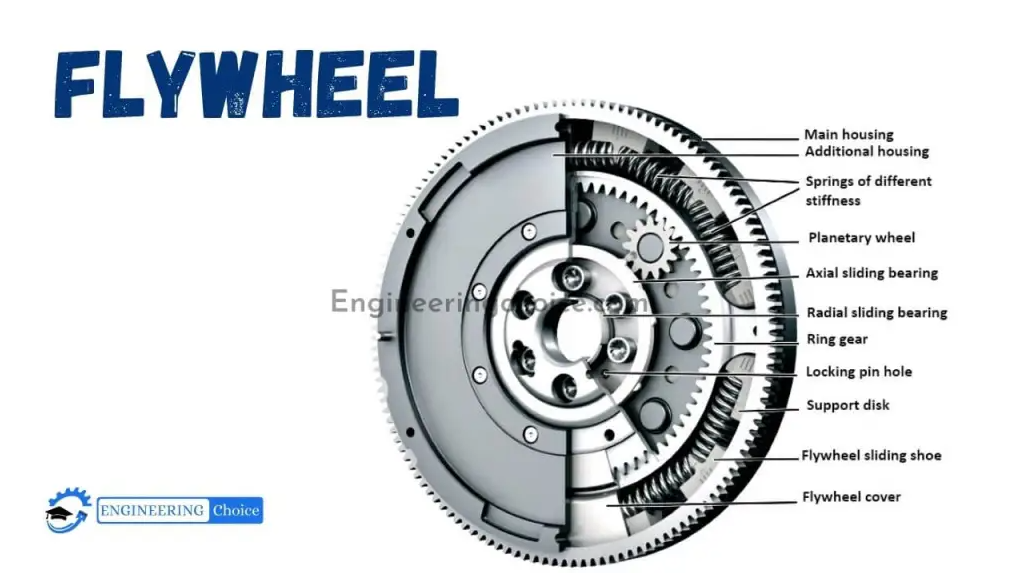 FLYWHEEL
Main housing
Additional housing
Springs of different
stiffness
Planetary wheel
Axial sliding bearing
Engineeringchoice.com
Radial sliding bearing
Ring gear
Locking pin hole
Support disk
Flywheel sliding shoe
Flywheel cover
ENGINEERING Choice